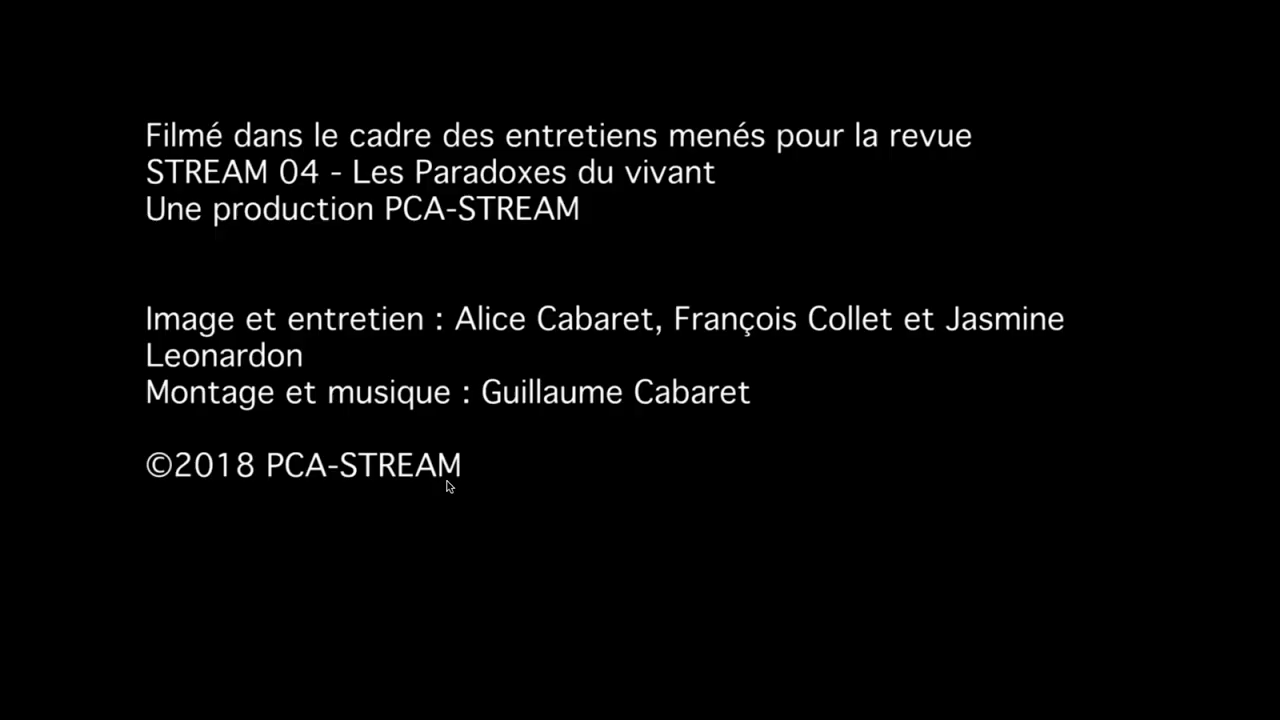 Filmé dans le cadre des entretiens menés pour la revue
STREAM 04 - Les Paradoxes du vivant
Une production PCA-STREAM
Image et entretien : Alice Cabaret, François Collet et Jasmine
Leonardon
Montage et musique : Guillaume Cabaret
©2018 PCA-STREAM